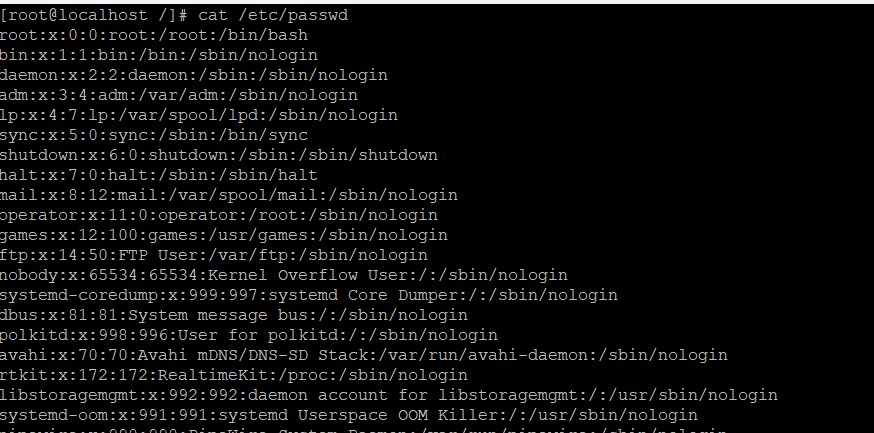 [root@localhost /]# cat /etc/passwd
root:x:0:0:root:/root:/bin/bash
bin:x:1:1:bin:/bin:/sbin/nologin
daemon:x:2:2:daemon:/sbin:/sbin/nologin
adm:x:3:4:adm:/var/adm:/sbin/nologin
lp:x:4:7:lp:/var/spool/lpd:/sbin/nologin
sync:x:5:0:sync:/sbin:/bin/sync
shutdown:x:6:0:shutdown:/sbin:/sbin/shutdown
halt:x:7:0:halt:/sbin:/sbin/halt
mail:x:8:12:mail:/var/spool/mail:/sbin/nologin
operator:x:11:0:operator:/root:/sbin/nologin
games:x:12:100:games:/usr/games:/sbin/nologin
ftp:x:14:50:FTP User:/var/ftp:/sbin/nologin
nobody:x:65534:65534:Kernel Overflow User:/:/sbin/nologin
systemd-coredump:x:999:997:systemd Core Dumper:/:/sbin/nologin
dbus:x:81:81:System message bus:/:/sbin/nologin
polkitd:x:998:996:User for polkitd:/:/sbin/nologin
avahi:x:70:70:Avahi mDNS/DNS-SD Stack:/var/run/avahi-daemon:/sbin/nologin
rtkit:x:172:172:RealtimeKit:/proc:/sbin/nologin
libstoragemgmt:x:992:992:daemon account for libstoragemgmt:/:/usr/sbin/nologin
systemd-oom:x:991:991:systemd Userspace OOM Killer:/:/usr/sbin/nologin